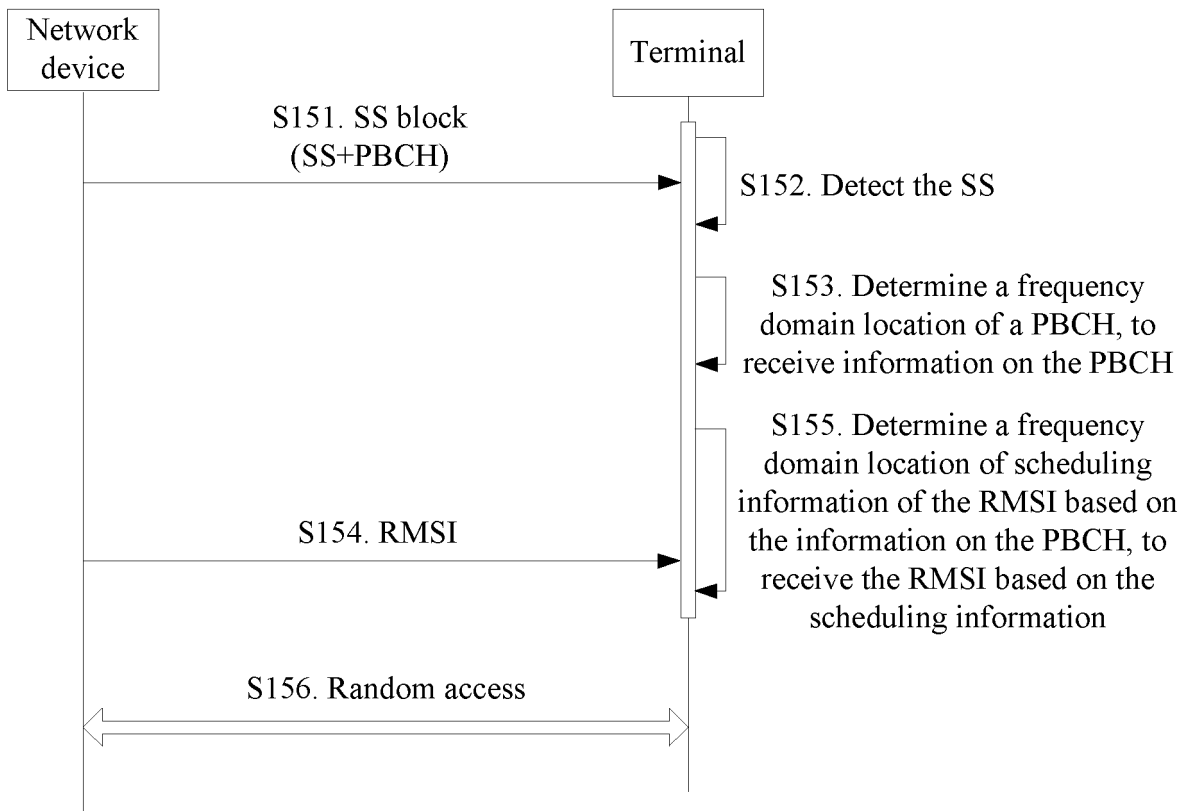 Network
device
Terminal
S151. SS block
(SS+PBCH)
S152. Detect the SS
S153. Determine a frequency
domain location of a PBCH, to
receive information on the PBCH
S155. Determine a frequency
domain location of scheduling
information of the RMSI based on
the information on the PBCH, to
receive the RMSI based on the
scheduling information
S154. RMSI
S156. Random access